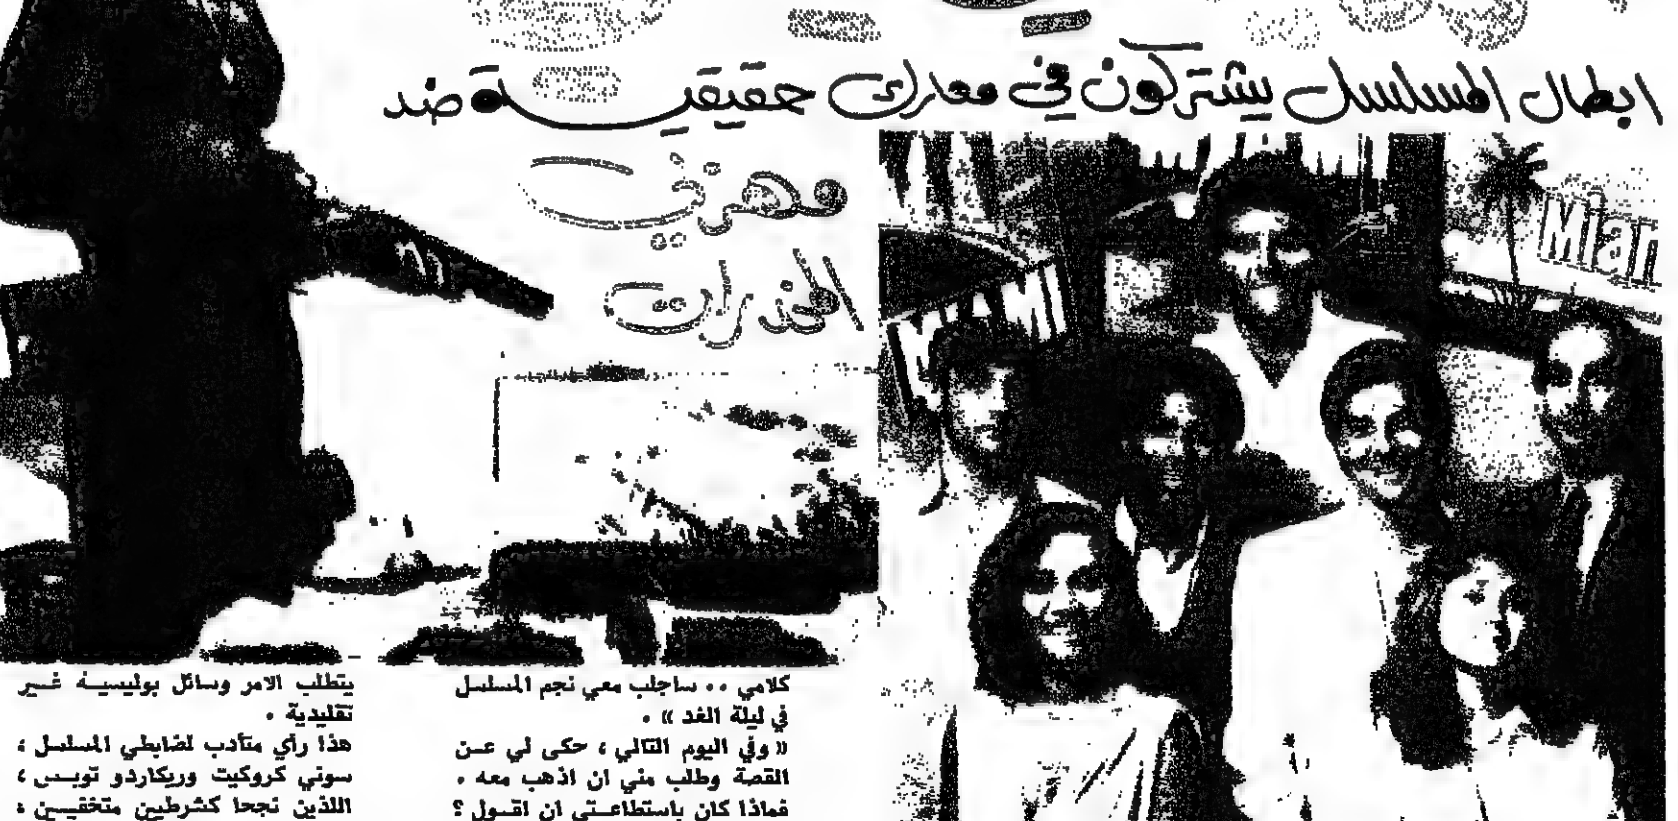 ابطال المسلسل يشتركون في معارك حقيقية ضد
مهربي
المخدرات
Miami
MIAMI
كلامي .. ساجلب معي نجم المسلسل
في ليلة الغد » .
« وفي اليوم التالي ، حكى لي عن
القصة وطلب مني ان اذهب معه .
فماذا كان باستطاعتي ان اقول ؟
يتطلب الامر وسائل بوليسية غير
تقليدية .
هذا رأي متأدب لضابطي المسلسل ،
سوني كروكيت وريكاردو توبس ،
اللذين نجحا كشرطيين متخفيين ،